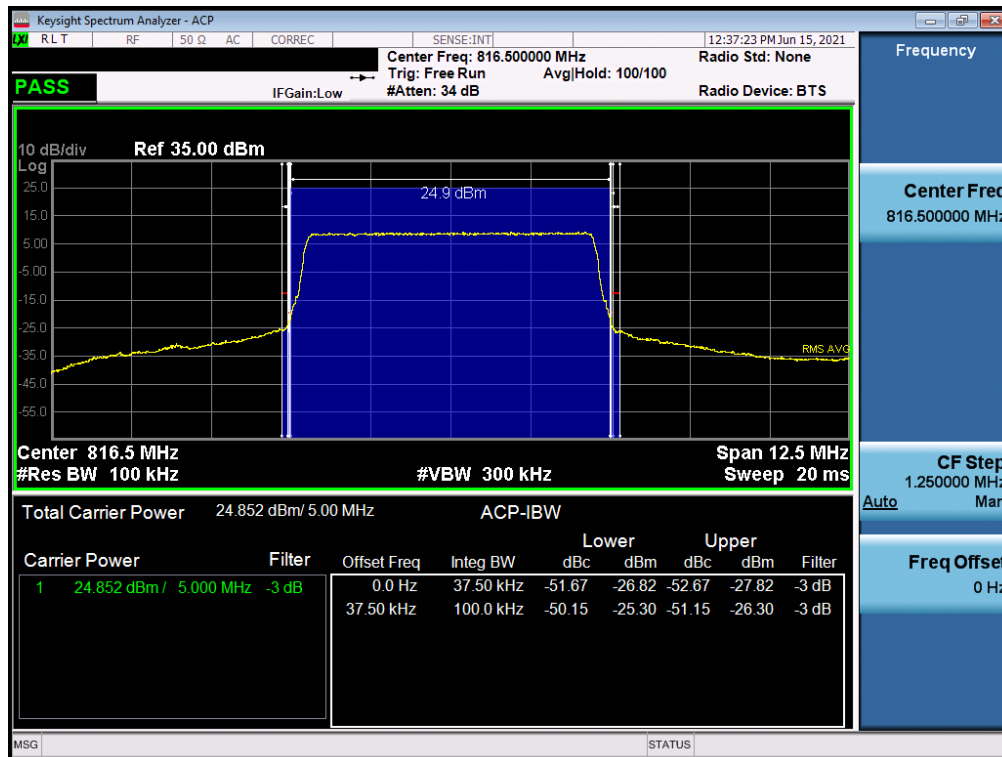 Keysight Spectrum Analyzer - ACP
LXI RLT RF 50 Ω AC CORREC SENSE:INT 12:37:23 PM Jun 15, 2021
Center Freq: 816.500000 MHz Radio Std: None
Trig: Free Run Avg|Hold: 100/100
PASS IFGain:Low #Atten: 34 dB Radio Device: BTS
10 dB/div Ref 35.00 dBm
Log
25.0
24.9 dBm
15.0
5.00
-5.00
-15.0
-25.0
-35.0
RMS AVG
-45.0
-55.0
Center 816.5 MHz Span 12.5 MHz
#Res BW 100 kHz #VBW 300 kHz Sweep 20 ms
Total Carrier Power 24.852 dBm/ 5.00 MHz ACP-IBW
Lower Upper
Carrier Power Filter Offset Freq Integ BW dBc dBm dBc dBm Filter
1 24.852 dBm / 5.000 MHz -3 dB 0.0 Hz 37.50 kHz -51.67 -26.82 -52.67 -27.82 -3 dB
37.50 kHz 100.0 kHz -50.15 -25.30 -51.15 -26.30 -3 dB
Frequency
Center Freq
816.500000 MHz
CF Step
1.250000 MHz
Auto Man
Freq Offset
0 Hz
MSG STATUS